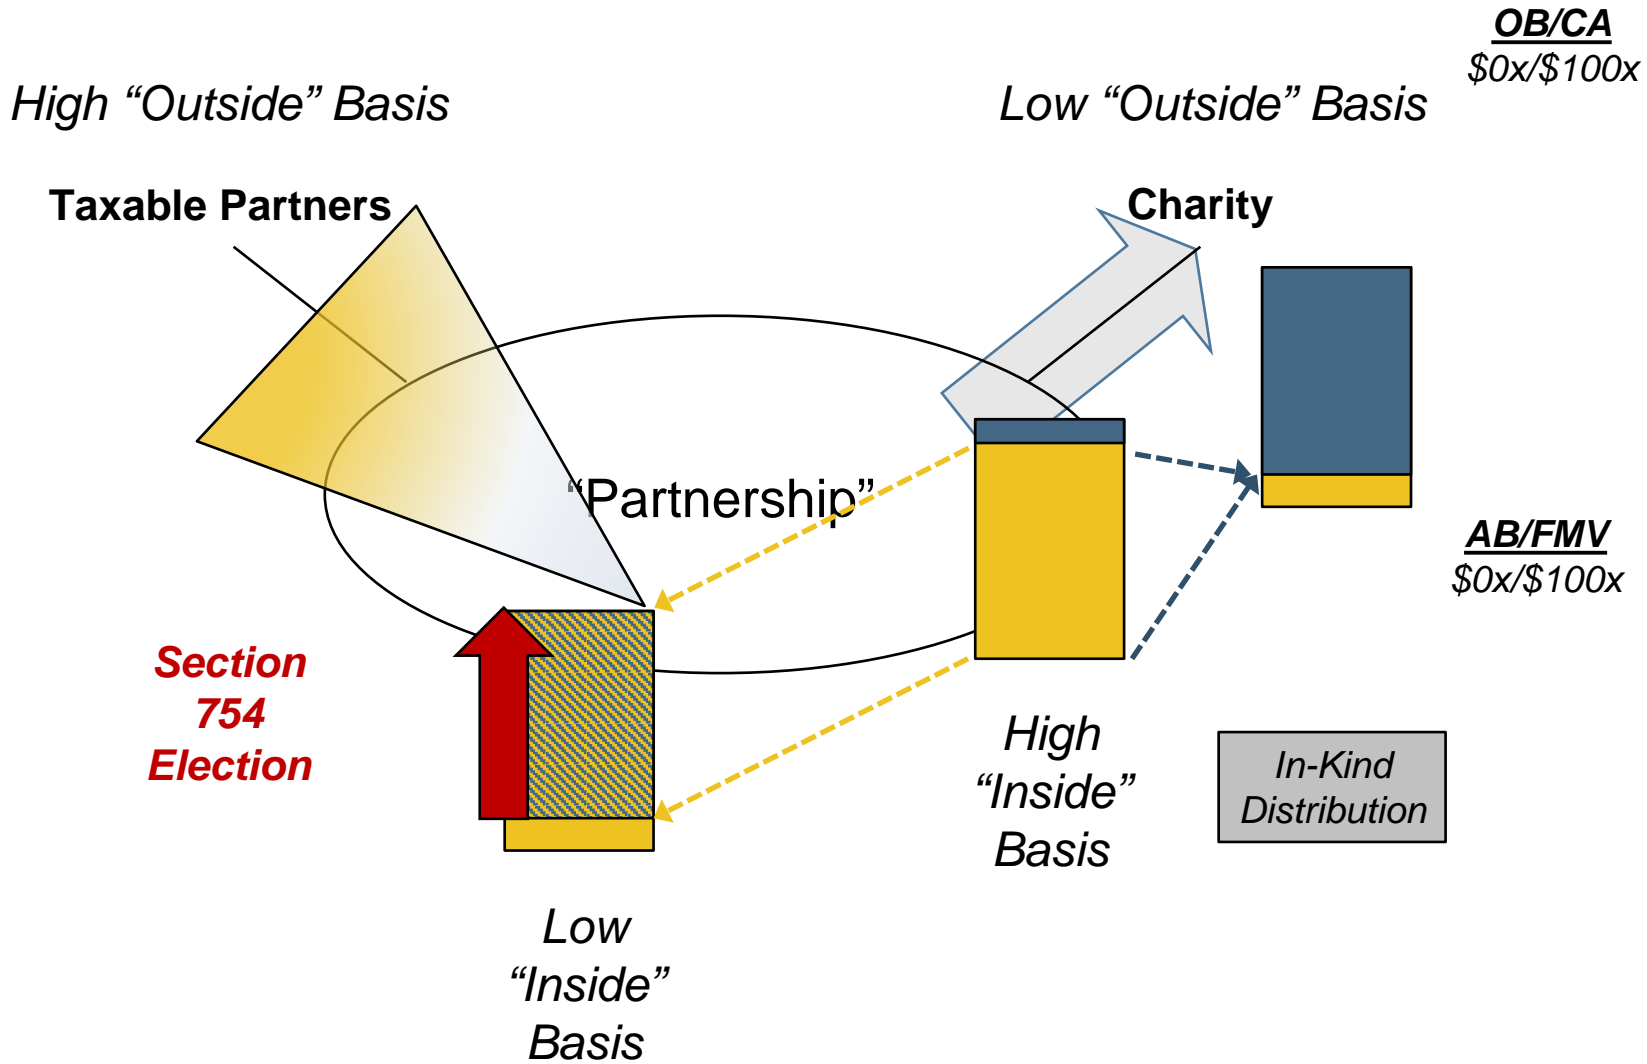 OB/CA
$0x/$100x
High “Outside” Basis
Low “Outside” Basis
Taxable Partners
Charity
“Partnership”
AB/FMV
$0x/$100x
Section
754
Election
High
“Inside”
Basis
In-Kind
Distribution
Low
“Inside”
Basis